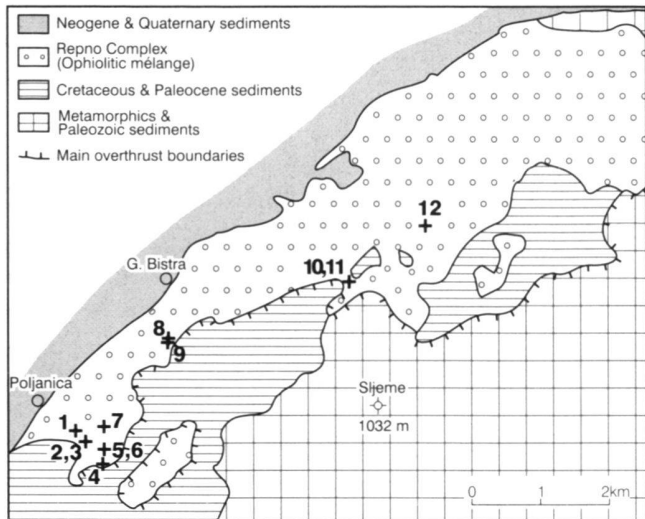 Neogene & Quaternary sediments
Repno Complex
(Ophiolitic mélange)
Cretaceous & Paleocene sediments
Metamorphics &
Paleozoic sediments
Main overthrust boundaries
12
10,11
G. Bistra
8
9
Sljeme
1032 m
Poljanica
1
7
2,3
5,6
4
0 1 2km